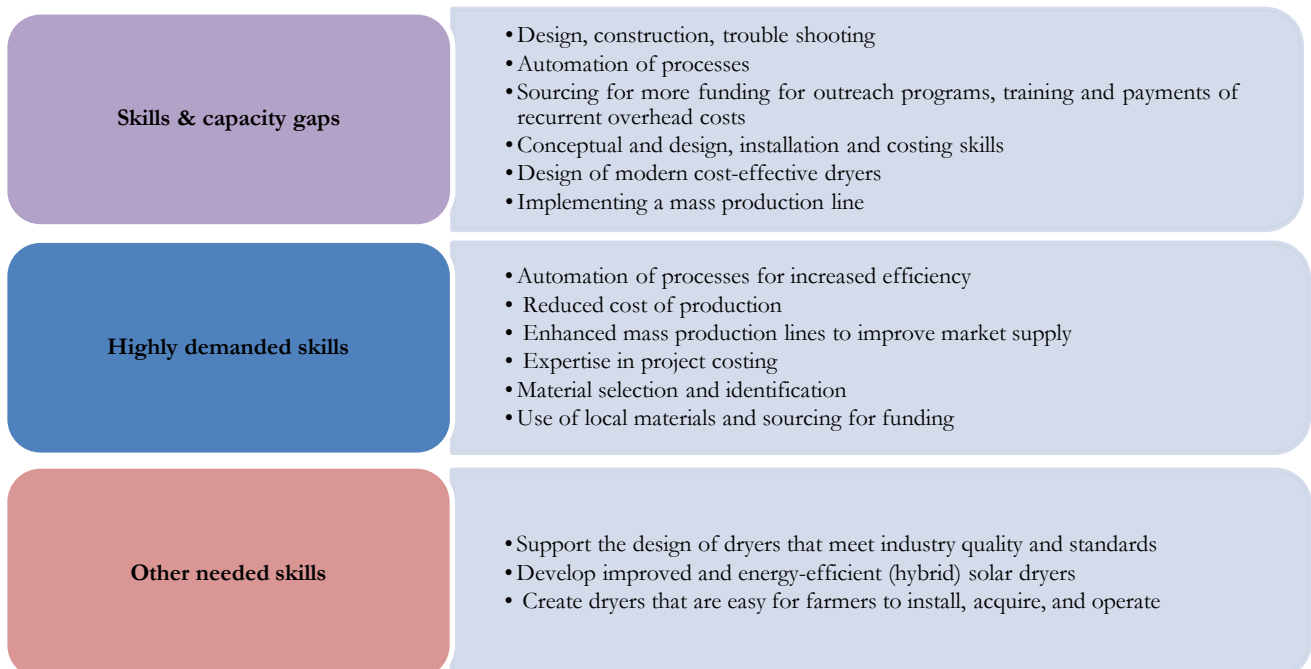 Skills & capacity gaps
• Design, construction, trouble shooting
• Automation of processes
• Sourcing for more funding for outreach programs, training and payments of
recurrent overhead costs
• Conceptual and design, installation and costing skills
• Design of modern cost-effective dryers
• Implementing a mass production line
Highly demanded skills
• Automation of processes for increased efficiency
• Reduced cost of production
• Enhanced mass production lines to improve market supply
• Expertise in project costing
• Material selection and identification
• Use of local materials and sourcing for funding
Other needed skills
• Support the design of dryers that meet industry quality and standards
• Develop improved and energy-efficient (hybrid) solar dryers
• Create dryers that are easy for farmers to install, acquire, and operate